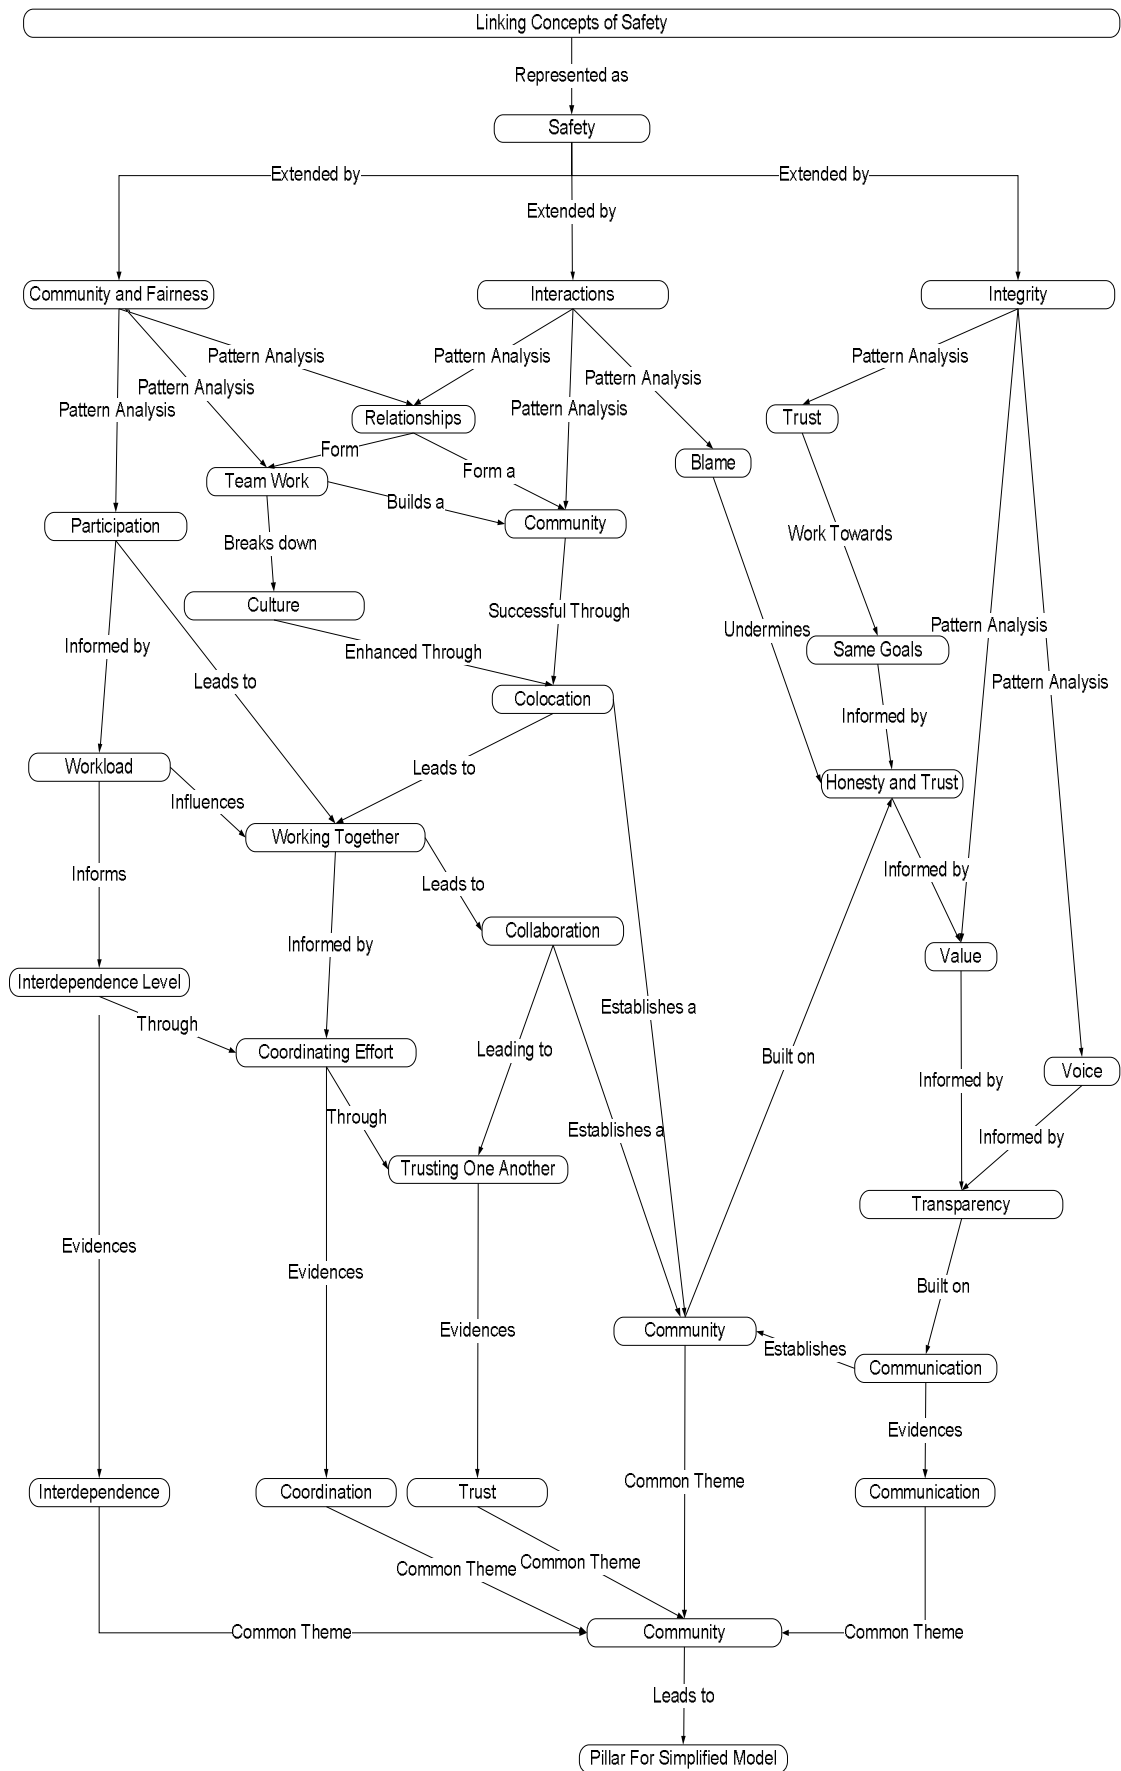 Linking Concepts of Safety
Represented as
Safety
Extended by
Extended by
Extended by
Community and Fairness
Interactions
Integrity
Pattern Analysis
Pattern Analysis
Pattern Analysis
Pattern Analysis
Pattern Analysis
Pattern Analysis
Pattern Analysis
Relationships
Trust
Form
Blame
Form a
Team Work
Builds a
Community
Participation
Work Towards
Breaks down
Culture
Successful Through
Pattern Analysis
Undermines
Informed by
Enhanced Through
Same Goals
Leads to
Pattern Analysis
Colocation
Informed by
Workload
Leads to
Honesty and Trust
Influences
Working Together
Informs
Leads to
Informed by
Collaboration
Informed by
Value
Interdependence Level
Establishes a
Through
Coordinating Effort
Leading to
Built on
Voice
Informed by
Through
Establishes a
Informed by
Trusting One Another
Transparency
Evidences
Evidences
Built on
Evidences
Community
Establishes
Communication
Evidences
Common Theme
Interdependence
Coordination
Trust
Communication
Common Theme
Common Theme
Common Theme
Community
Common Theme
Leads to
Pillar For Simplified Model